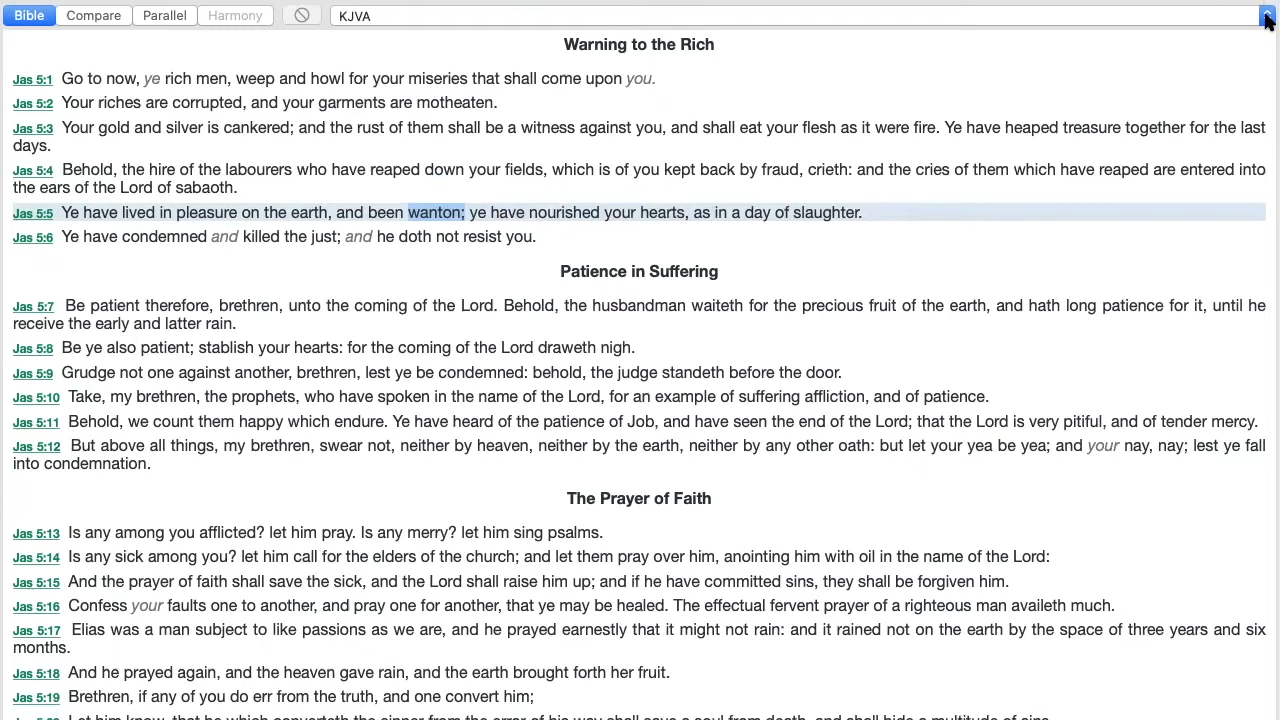 Bible Compare Parallel Harmony KJVA
Warning to the Rich
Jas 5:1 Go to now, ye rich men, weep and howl for your miseries that shall come upon you.
Jas 5:2 Your riches are corrupted, and your garments are motheaten.
Jas 5:3 Your gold and silver is cankered; and the rust of them shall be a witness against you, and shall eat your flesh as it were fire. Ye have heaped treasure together for the last
days.
Jas 5:4 Behold, the hire of the labourers who have reaped down your fields, which is of you kept back by fraud, crieth: and the cries of them which have reaped are entered into
the ears of the Lord of sabaoth.
Jas 5:5 Ye have lived in pleasure on the earth, and been wanton; ye have nourished your hearts, as in a day of slaughter.
Jas 5:6 Ye have condemned and killed the just; and he doth not resist you.
Patience in Suffering
Jas 5:7 Be patient therefore, brethren, unto the coming of the Lord. Behold, the husbandman waiteth for the precious fruit of the earth, and hath long patience for it, until he
receive the early and latter rain.
Jas 5:8 Be ye also patient; stablish your hearts: for the coming of the Lord draweth nigh.
Jas 5:9 Grudge not one against another, brethren, lest ye be condemned: behold, the judge standeth before the door.
Jas 5:10 Take, my brethren, the prophets, who have spoken in the name of the Lord, for an example of suffering affliction, and of patience.
Jas 5:11 Behold, we count them happy which endure. Ye have heard of the patience of Job, and have seen the end of the Lord; that the Lord is very pitiful, and of tender mercy.
Jas 5:12 But above all things, my brethren, swear not, neither by heaven, neither by the earth, neither by any other oath: but let your yea be yea; and your nay, nay; lest ye fall
into condemnation.
The Prayer of Faith
Jas 5:13 Is any among you afflicted? let him pray. Is any merry? let him sing psalms.
Jas 5:14 Is any sick among you? let him call for the elders of the church; and let them pray over him, anointing him with oil in the name of the Lord:
Jas 5:15 And the prayer of faith shall save the sick, and the Lord shall raise him up; and if he have committed sins, they shall be forgiven him.
Jas 5:16 Confess your faults one to another, and pray one for another, that ye may be healed. The effectual fervent prayer of a righteous man availeth much.
Jas 5:17 Elias was a man subject to like passions as we are, and he prayed earnestly that it might not rain: and it rained not on the earth by the space of three years and six
months.
Jas 5:18 And he prayed again, and the heaven gave rain, and the earth brought forth her fruit.
Jas 5:19 Brethren, if any of you do err from the truth, and one convert him;
Let him know, that he which converteth the sinner from the error of his way shall save a soul from death, and shall hide a multitude of sins